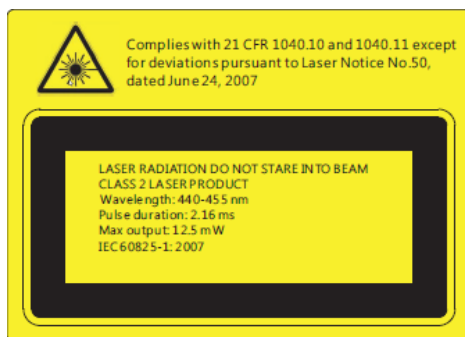 Complies with 21 CFR 1040.10 and 1040.11 except
for deviations pursuant to Laser Notice No.50,
dated June 24, 2007
LASER RADIATION DO NOT STARE INTO BEAM
CLASS 2 LASER PRODUCT
Wavelength: 440-455 nm
Pulse duration: 2.16 ms
Max output: 12.5 mW
IEC 60825-1: 2007